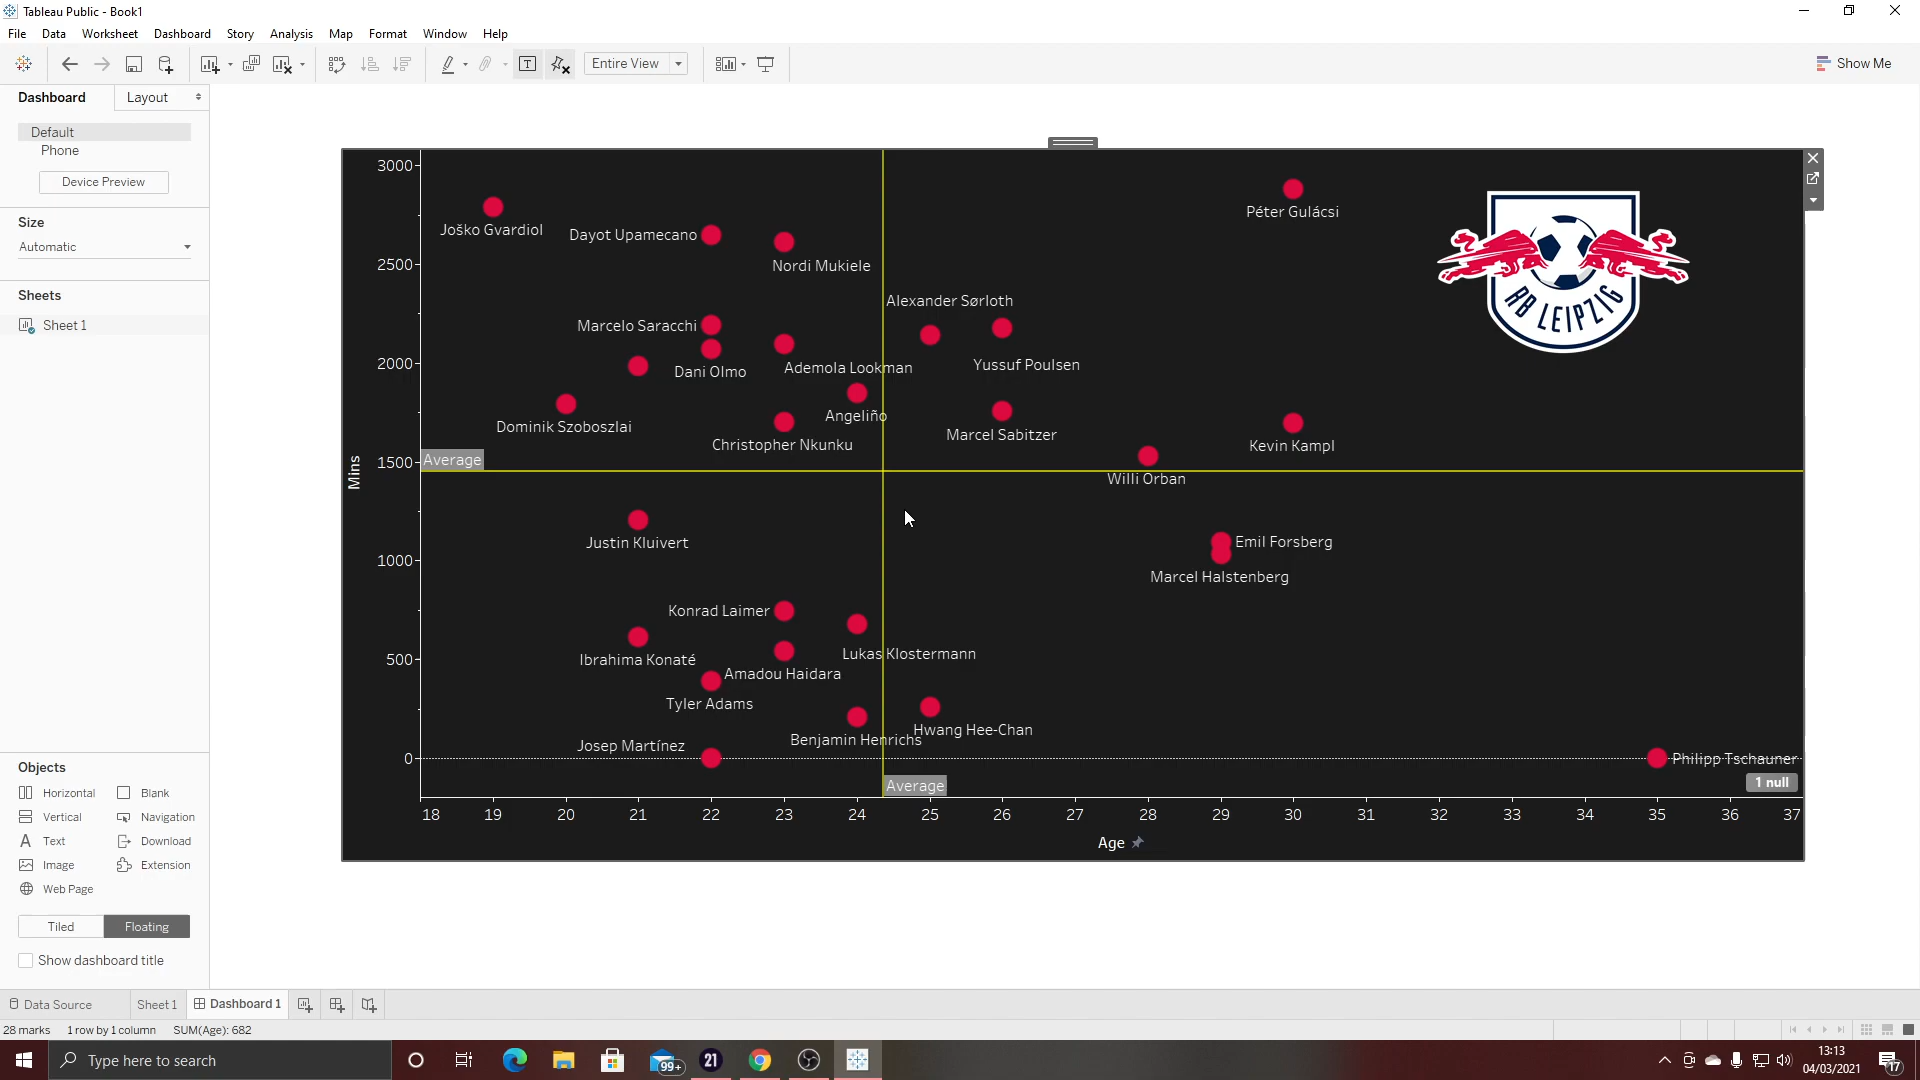 Tableau Public - Book1
File Data Worksheet Dashboard Story Analysis Map Format Window Help
Entire View
Show Me
Dashboard Layout
Default
Phone
Device Preview
Size
Automatic
Sheets
Sheet 1
3000
2500
2000
1500
1000
500
0
Mins
Joško Gvardiol
Dayot Upamecano
Nordi Mukiele
Péter Gulácsi
Alexander Sørloth
Marcelo Saracchi
Dani Olmo
Ademola Lookman
Yussuf Poulsen
Dominik Szoboszlai
Angeliño
Christopher Nkunku
Marcel Sabitzer
Kevin Kampl
Average
Willi Orban
Justin Kluivert
Emil Forsberg
Marcel Halstenberg
Konrad Laimer
Ibrahima Konaté
Lukas Klostermann
Amadou Haidara
Tyler Adams
Hwang Hee-Chan
Benjamin Henrichs
Josep Martínez
Philipp Tschauner
1 null
Average
18 19 20 21 22 23 24 25 26 27 28 29 30 31 32 33 34 35 36 37
Age
RB LEIPZIG
Objects
Horizontal Blank
Vertical Navigation
A Text Download
Image Extension
Web Page
Tiled Floating
Show dashboard title
Data Source Sheet 1 Dashboard 1
28 marks 1 row by 1 column SUM(Age): 682
Type here to search
99+
21
13:13
04/03/2021
17